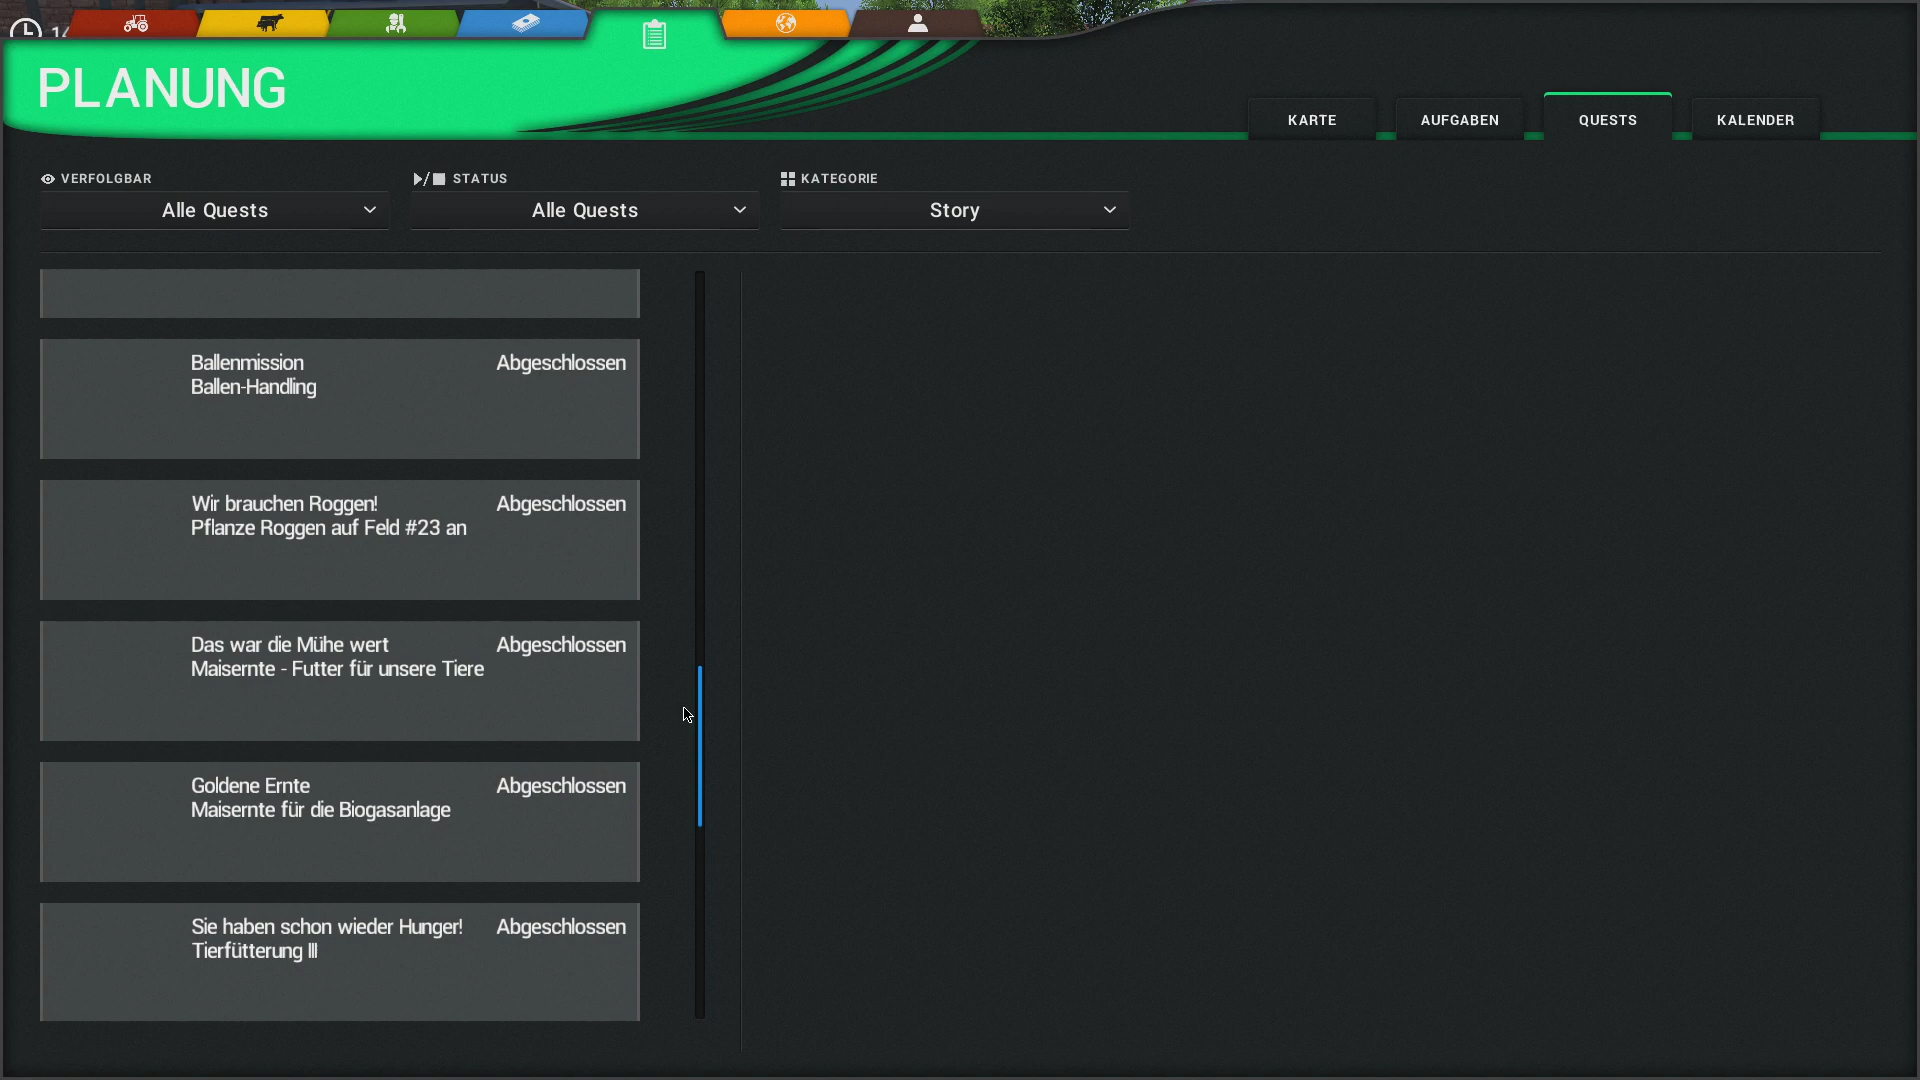 PLANUNG
KARTE
AUFGABEN
QUESTS
KALENDER
VERFOLGBAR
STATUS
KATEGORIE
Alle Quests
Alle Quests
Story
Ballenmission
Abgeschlossen
Ballen-Handling
Wir brauchen Roggen!
Abgeschlossen
Pflanze Roggen auf Feld #23 an
Das war die Mühe wert
Abgeschlossen
Maisernte - Futter für unsere Tiere
Goldene Ernte
Abgeschlossen
Maisernte für die Biogasanlage
Sie haben schon wieder Hunger!
Abgeschlossen
Tierfütterung III